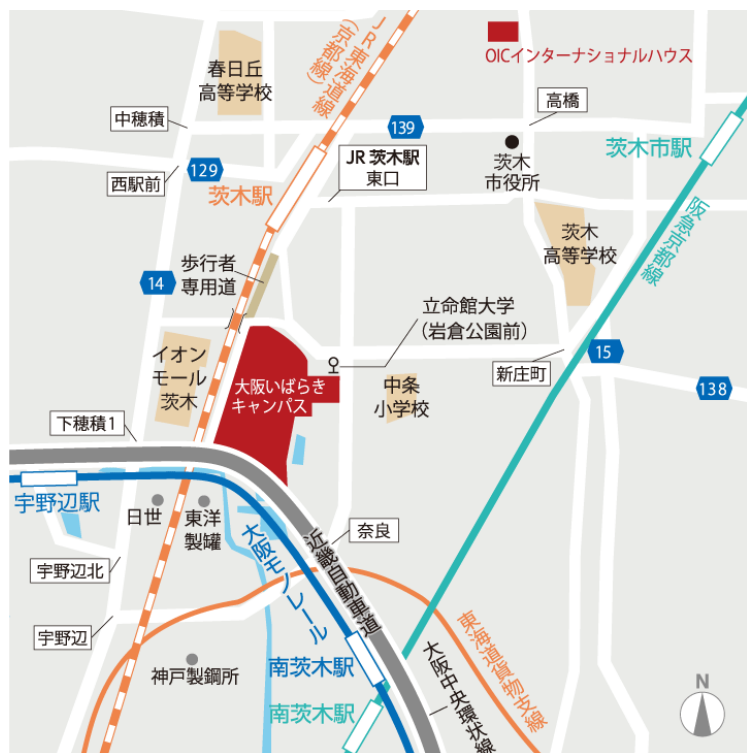 OICインターナショナルハウス
JR東海道線
(京都線)
春日丘
高等学校
高橋
中穂積
139
茨木市駅
JR 茨木駅
東口
茨木
市役所
129
西駅前
茨木駅
阪急京都線
茨木
高等学校
歩行者
専用道
14
立命館大学
(岩倉公園前)
イオン
モール
茨木
15
新庄町
大阪いばらき
キャンパス
中条
小学校
138
下穂積1
宇野辺駅
日世
東洋
製罐
奈良
大阪モノレール
近畿自動車道
宇野辺北
宇野辺
東海道貨物支線
神戸製鋼所
南茨木駅
大阪中央環状線
南茨木駅
N